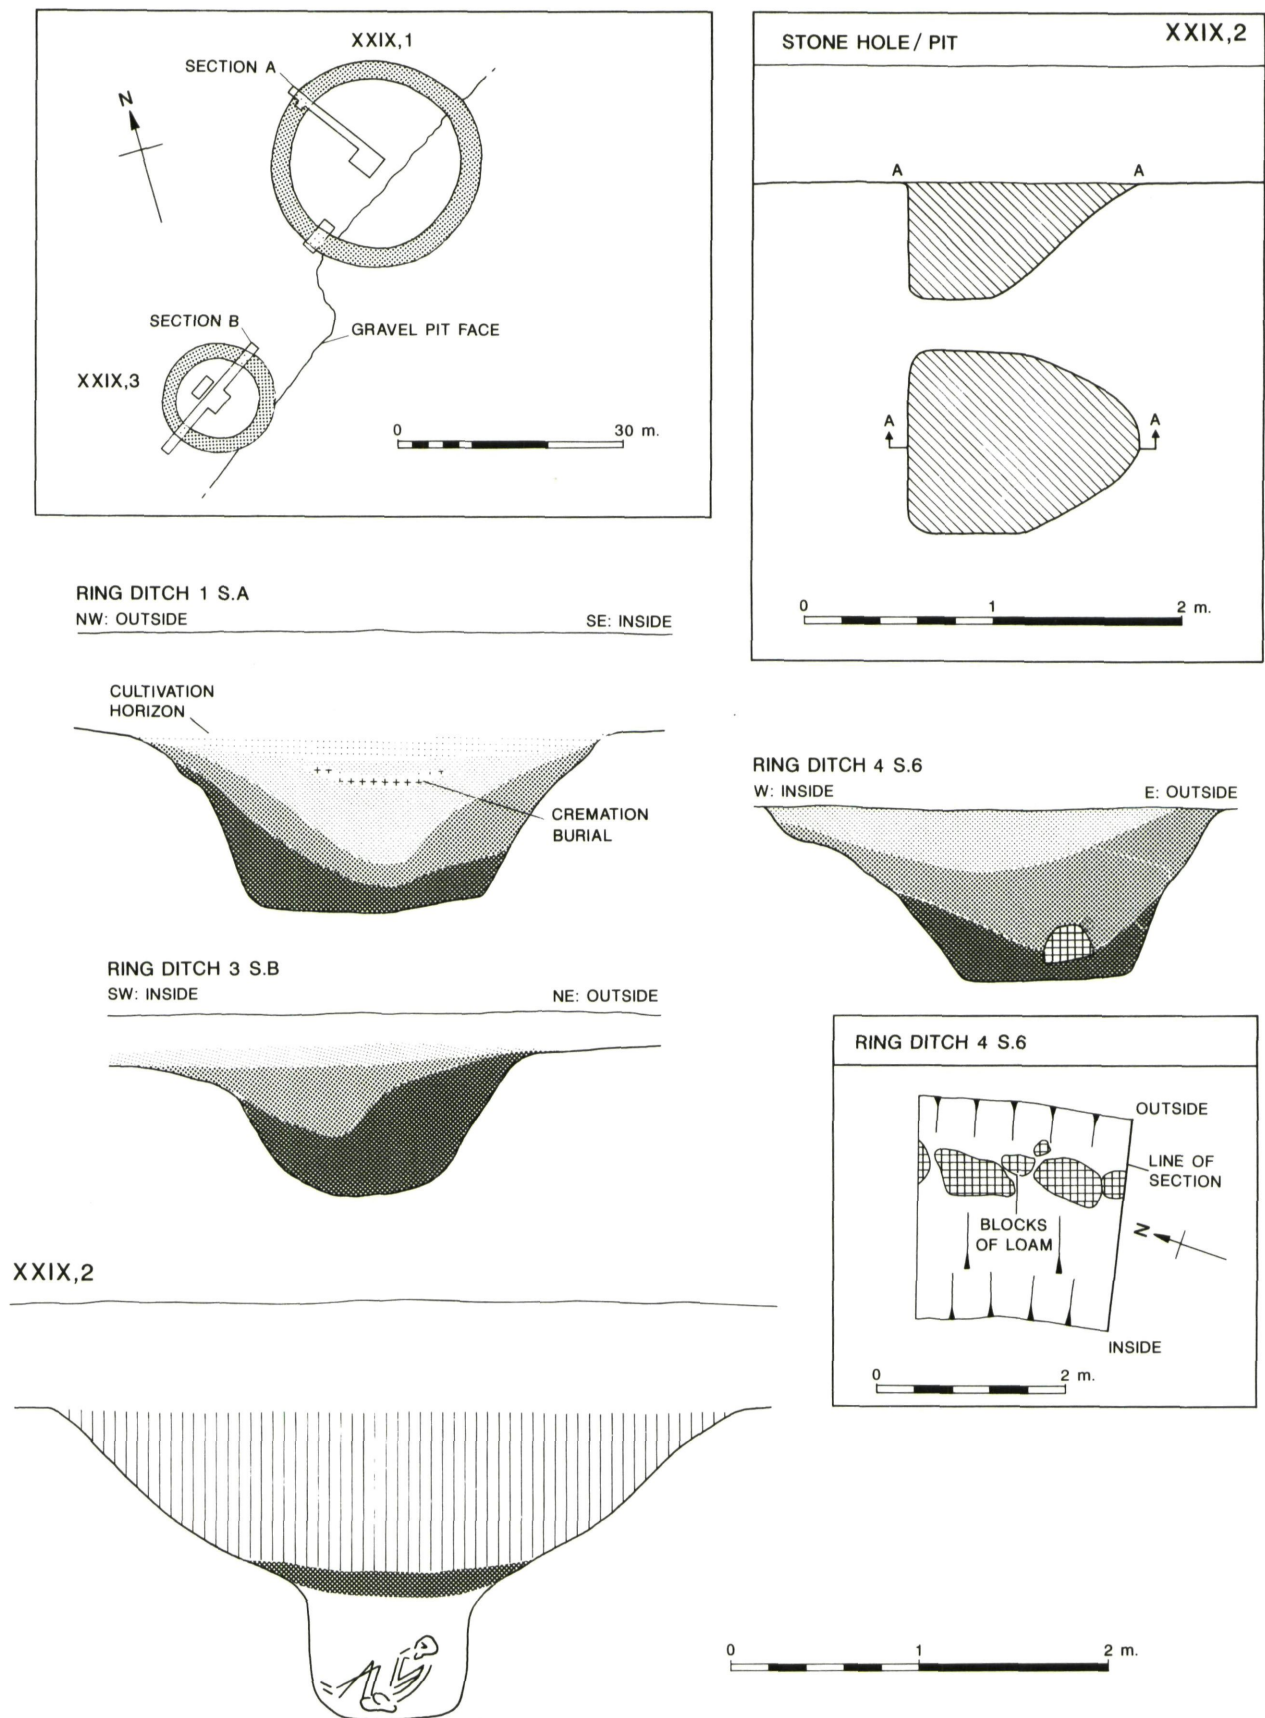 XXIX,1
SECTION A
N
SECTION B
XXIX,3
GRAVEL PIT FACE
0 30 m.
STONE HOLE / PIT XXIX,2
A A
A A
0 1 2 m.
RING DITCH 1 S.A
NW: OUTSIDE SE: INSIDE
CULTIVATION
HORIZON
CREMATION
BURIAL
RING DITCH 4 S.6
W: INSIDE E: OUTSIDE
RING DITCH 3 S.B
SW: INSIDE NE: OUTSIDE
RING DITCH 4 S.6
OUTSIDE
LINE OF
SECTION
BLOCKS
OF LOAM
N
INSIDE
0 2 m.
XXIX,2
0 1 2 m.